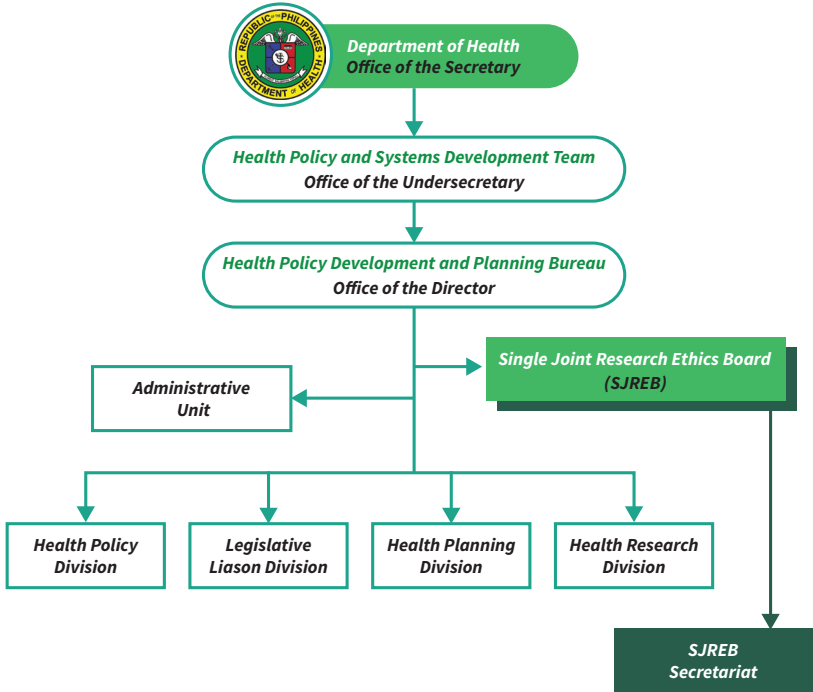 REPUBLIC OF THE PHILIPPINES
DEPARTMENT OF HEALTH
Department of Health
Office of the Secretary
Health Policy and Systems Development Team
Office of the Undersecretary
Health Policy Development and Planning Bureau
Office of the Director
Single Joint Research Ethics Board
(SJREB)
Administrative
Unit
Health Policy
Division
Legislative
Liason Division
Health Planning
Division
Health Research
Division
SJREB
Secretariat